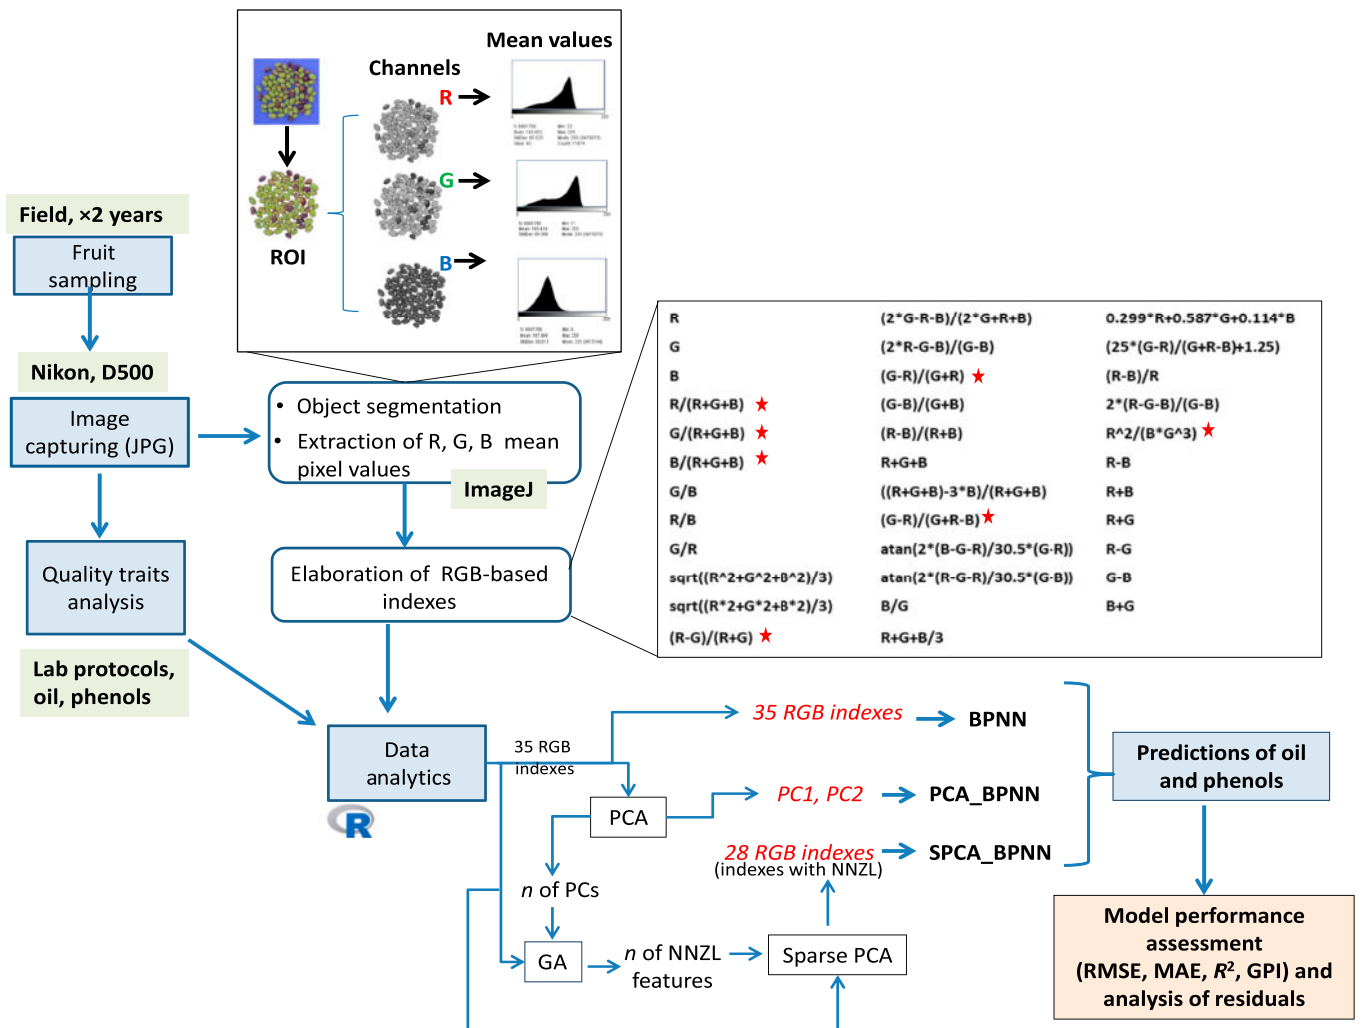 Mean values
Channels
R
G
B
ROI
Field, ×2 years
Fruit
sampling
Nikon, D500
Image
capturing (JPG)
Quality traits
analysis
Lab protocols,
oil, phenols
• Object segmentation
• Extraction of R, G, B mean
pixel values
ImageJ
Elaboration of RGB-based
indexes
R
G
B
R/(R+G+B)
G/(R+G+B)
B/(R+G+B)
G/B
R/B
G/R
sqrt((R^2+G^2+B^2)/3)
sqrt((R*2+G*2+B*2)/3)
(R-G)/(R+G)
(2*G-R-B)/(2*G+R+B)
(2*R-G-B)/(G-B)
(G-R)/(G+R)
(G-B)/(G+B)
(R-B)/(R+B)
R+G+B
((R+G+B)-3*B)/(R+G+B)
(G-R)/(G+R-B)
atan(2*(B-G-R)/30.5*(G-R))
atan(2*(R-G-R)/30.5*(G-B))
B/G
R+G+B/3
0.299*R+0.587*G+0.114*B
(25*(G-R)/(G+R-B)+1.25)
(R-B)/R
2*(R-G-B)/(G-B)
R^2/(B*G^3)
R-B
R+B
R+G
R-G
G-B
B+G
Data
analytics
R
35 RGB
indexes
35 RGB indexes
BPNN
PCA
PC1, PC2
PCA_BPNN
28 RGB indexes
(indexes with NNZL)
SPCA_BPNN
n of PCs
GA
n of NNZL
features
Sparse PCA
Predictions of oil
and phenols
Model performance
assessment
(RMSE, MAE, R², GPI) and
analysis of residuals